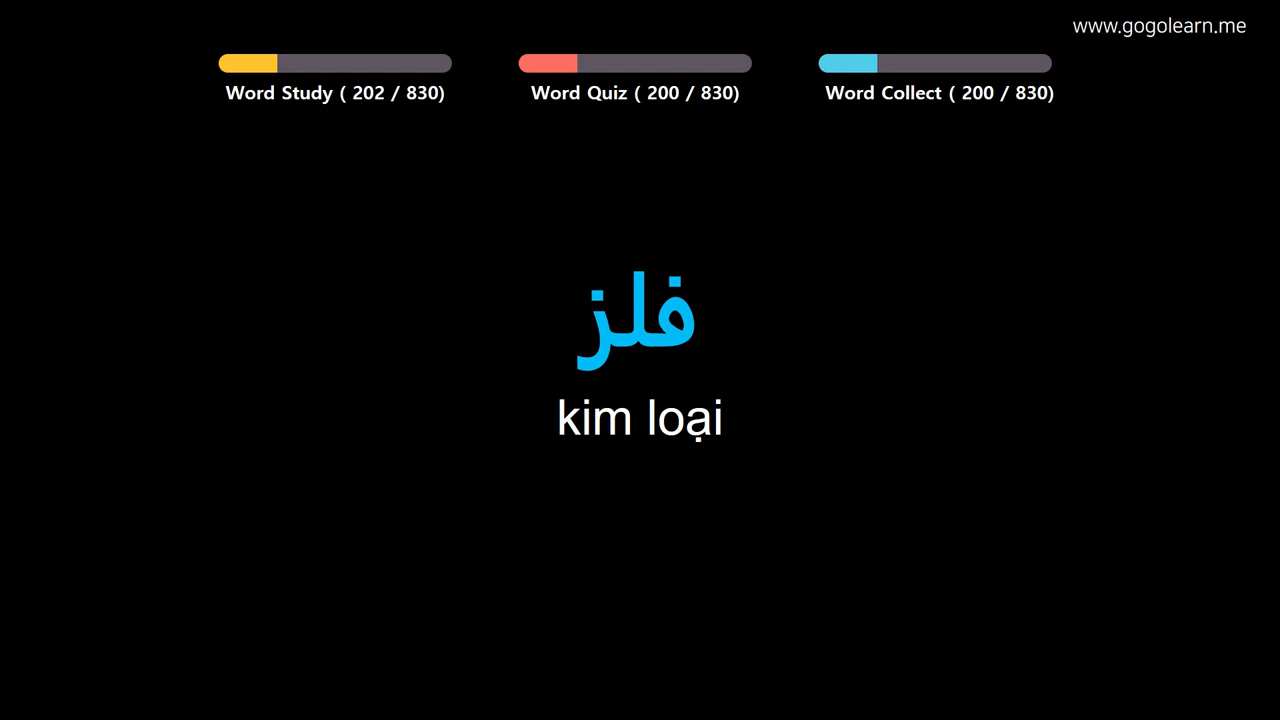 www.gogolearn.me
Word Study ( 202 / 830)
Word Quiz ( 200 / 830)
Word Collect ( 200 / 830)
فلز
kim loại